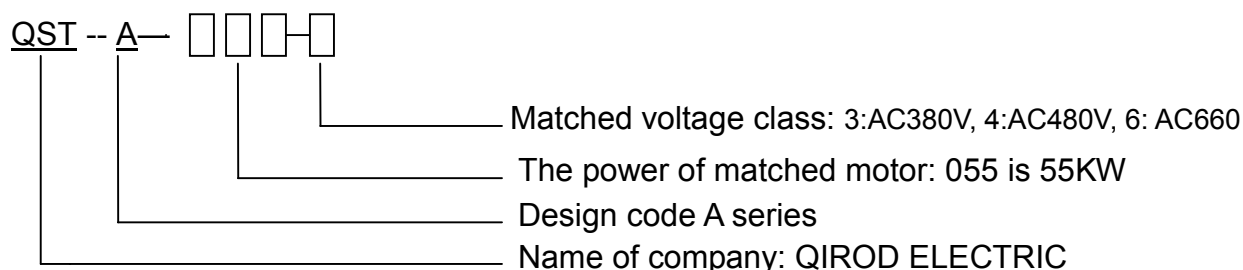 QST -- A— □□□-□
Matched voltage class: 3:AC380V, 4:AC480V, 6: AC660
The power of matched motor: 055 is 55KW
Design code A series
Name of company: QIROD ELECTRIC